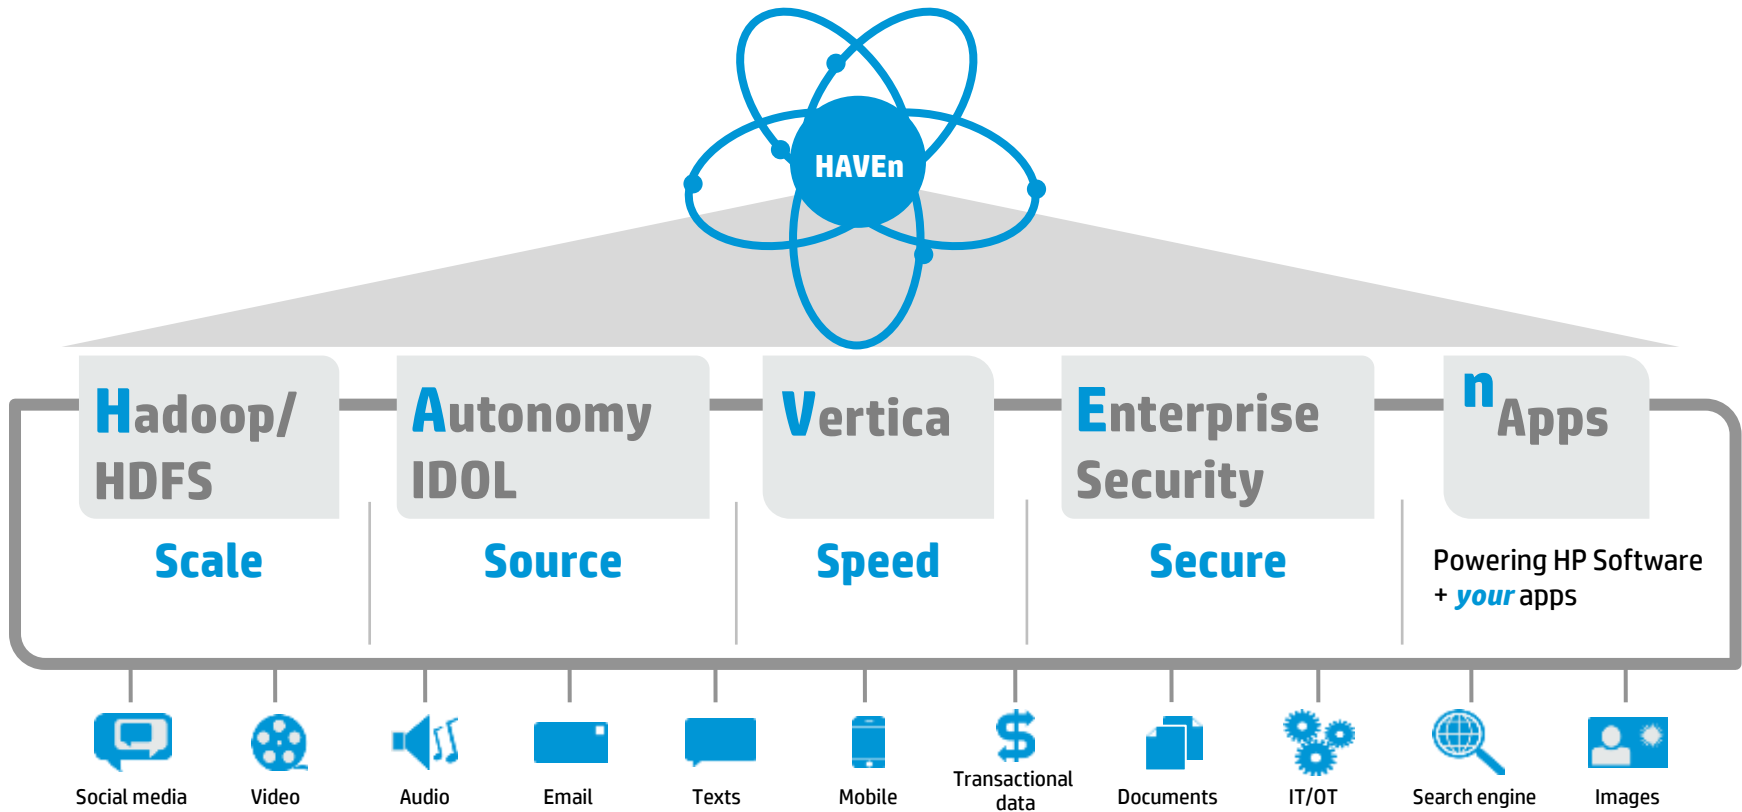 HAVEn
Hadoop/
HDFS
Autonomy
IDOL
Vertica
Enterprise
Security
n Apps
Scale
Source
Speed
Secure
Powering HP Software
+ your apps
Social media
Video
Audio
Email
Texts
Mobile
Transactional
data
Documents
IT/OT
Search engine
Images